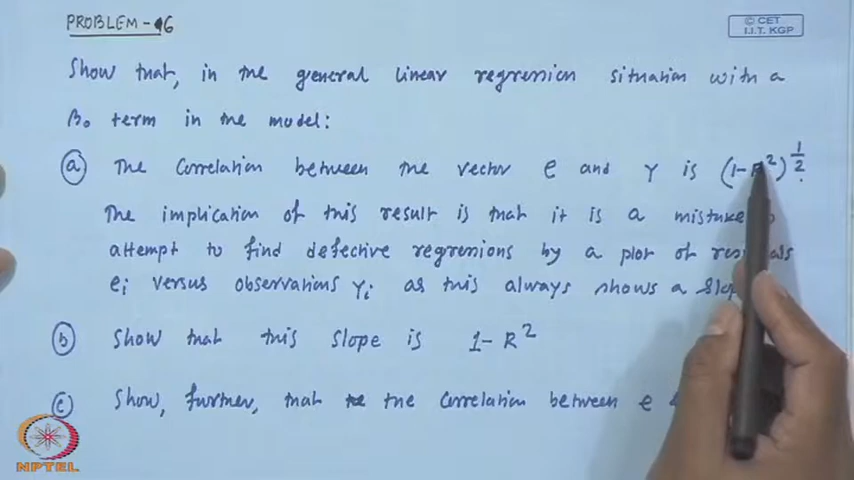 PROBLEM-16
© CET
I.I.T. KGP
Show that, in the general linear regression situation with a
β₀ term in the model:
(a) The correlation between the vector e and Y is (1-R²)^1/2.
The implication of this result is that it is a mistake
attempt to find defective regressions by a plot of
eᵢ versus observations Yᵢ as this always shows a
(b) Show that this slope is 1-R²
(c) Show, further, that the correlation between e
NPTEL